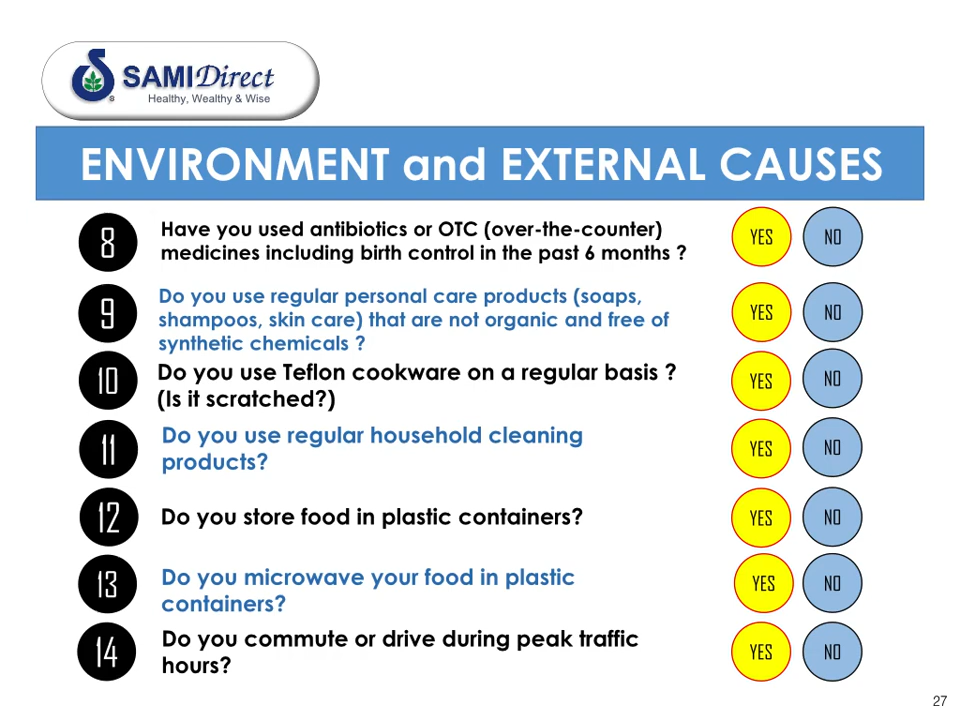 SAMIDirect
®
Healthy, Wealthy & Wise
ENVIRONMENT and EXTERNAL CAUSES
8
Have you used antibiotics or OTC (over-the-counter)
medicines including birth control in the past 6 months ?
YES NO
9
Do you use regular personal care products (soaps,
shampoos, skin care) that are not organic and free of
synthetic chemicals ?
YES NO
10
Do you use Teflon cookware on a regular basis ?
(Is it scratched?)
YES NO
11
Do you use regular household cleaning
products?
YES NO
12
Do you store food in plastic containers?
YES NO
13
Do you microwave your food in plastic
containers?
YES NO
14
Do you commute or drive during peak traffic
hours?
YES NO
27